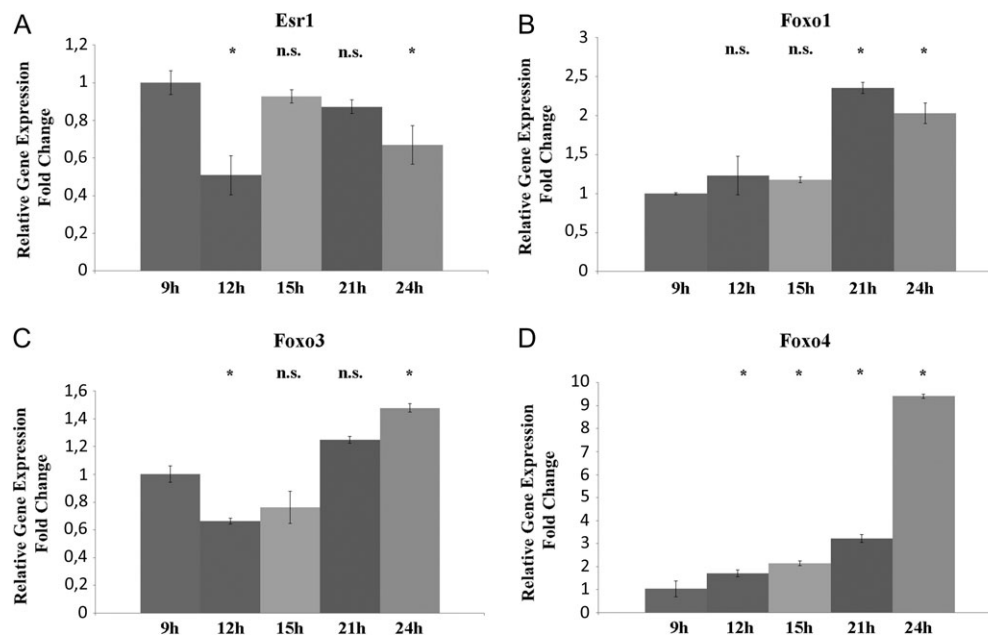 A
Esr1
* n.s. n.s. *
Relative Gene Expression
Fold Change
1,2
1
0,8
0,6
0,4
0,2
0
9h 12h 15h 21h 24h
B
Foxo1
n.s. n.s. * *
Relative Gene Expression
Fold Change
3
2,5
2
1,5
1
0,5
0
9h 12h 15h 21h 24h
C
Foxo3
* n.s. n.s. *
Relative Gene Expression
Fold Change
1,6
1,4
1,2
1
0,8
0,6
0,4
0,2
0
9h 12h 15h 21h 24h
D
Foxo4
* * * *
Relative Gene Expression
Fold Change
10
9
8
7
6
5
4
3
2
1
0
9h 12h 15h 21h 24h